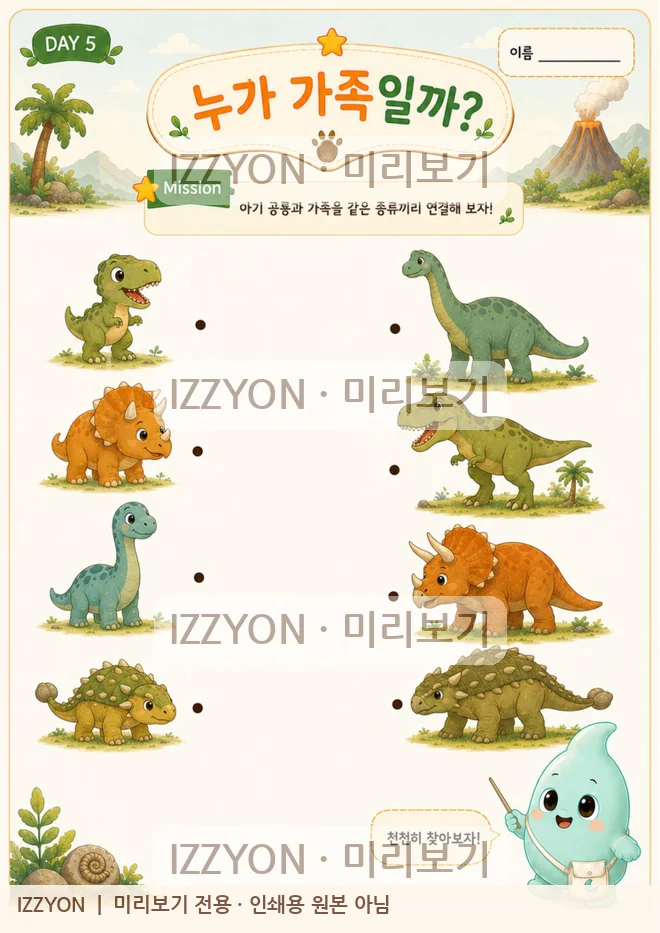 DAY 5
이름
누가 가족일까?
IZZYON · 미리보기
Mission
아기 공룡과 가족을 같은 종류끼리 연결해 보자!
IZZYON · 미리보기
IZZYON · 미리보기
천천히 찾아보자!
IZZYON · 미리보기
IZZYON | 미리보기 전용 · 인쇄용 원본 아님